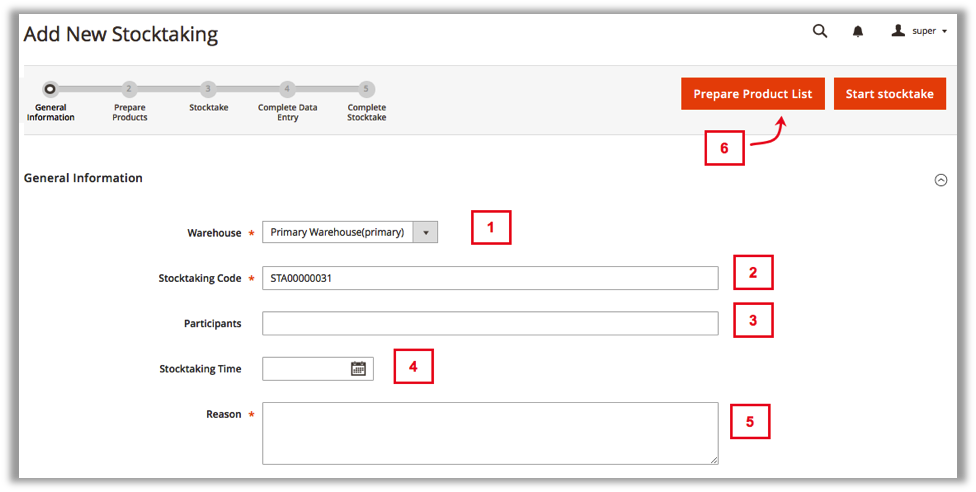 Add New Stocktaking
super
2 3 4 5
General Information
Prepare Products
Stocktake
Complete Data Entry
Complete Stocktake
Prepare Product List
Start stocktake
6
General Information
Warehouse * Primary Warehouse(primary) 1
Stocktaking Code * STA00000031 2
Participants 3
Stocktaking Time 4
Reason * 5